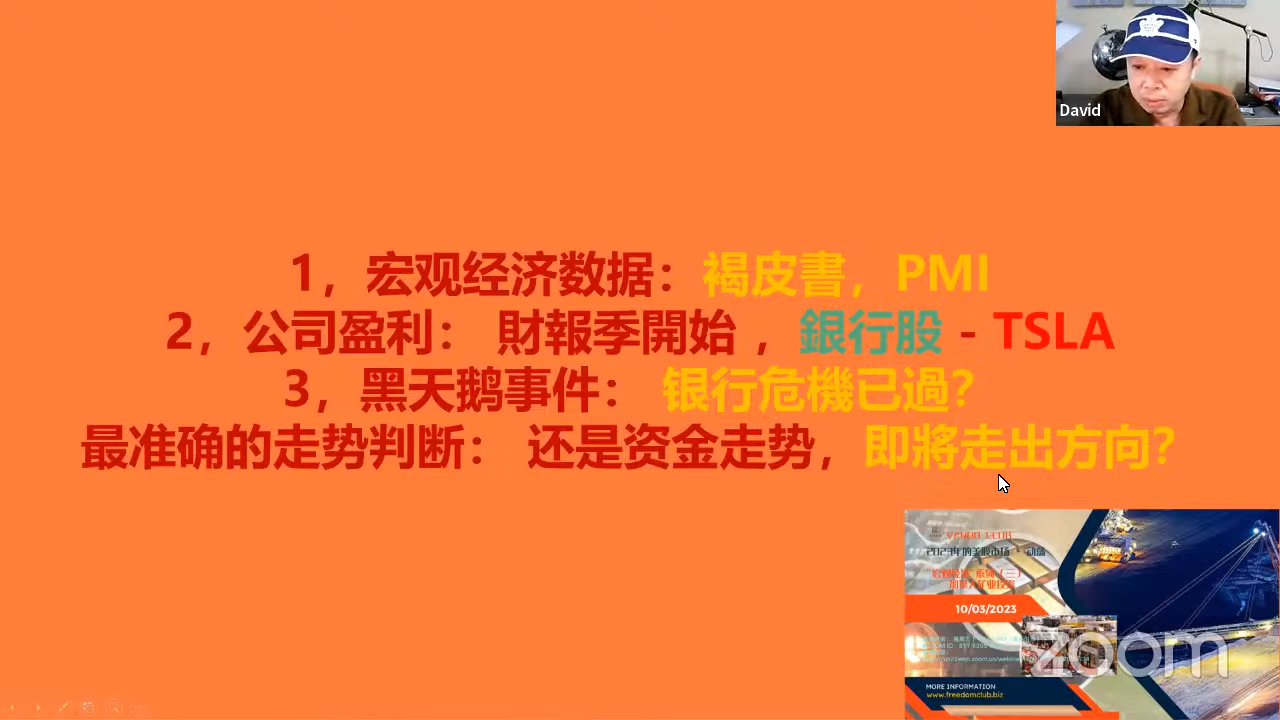 David
1，宏观经济数据：褐皮書，PMI
2，公司盈利： 財報季開始 ，銀行股 - TSLA
3，黑天鹅事件： 银行危機已過？
最准确的走势判断： 还是资金走势，即將走出方向？
10/03/2023
zoom
MORE INFORMATION
www.freedomclub.biz